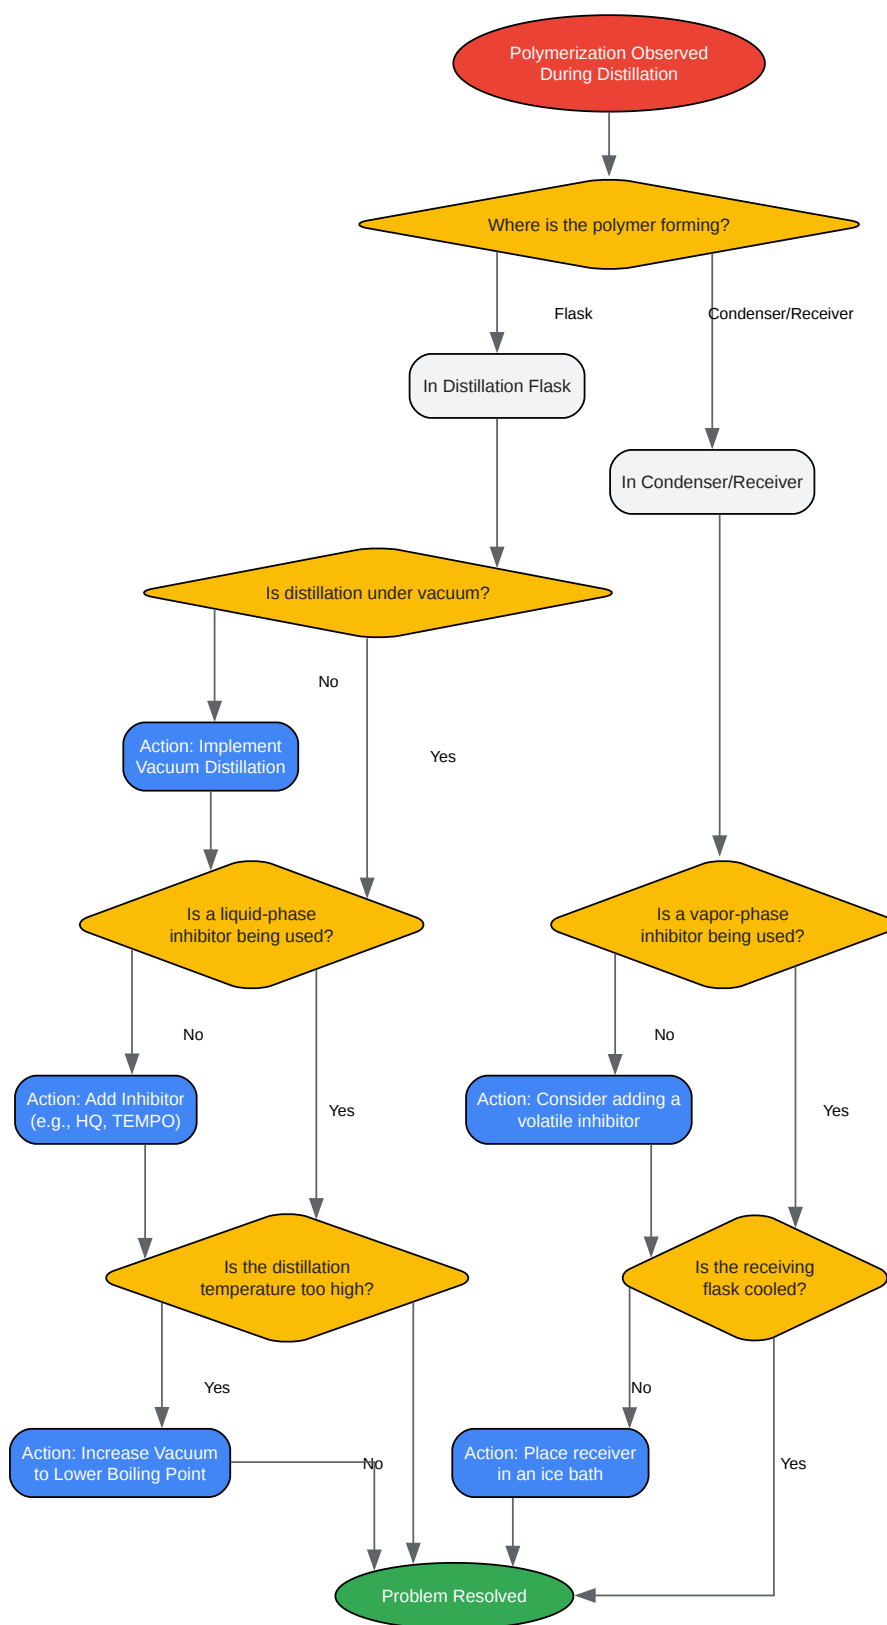 Polymerization Observed
During Distillation
Where is the polymer forming?
Flask
Condenser/Receiver
In Distillation Flask
In Condenser/Receiver
Is distillation under vacuum?
No
Action: Implement
Vacuum Distillation
Yes
Is a liquid-phase
inhibitor being used?
Is a vapor-phase
inhibitor being used?
No
No
Action: Add Inhibitor
(e.g., HQ, TEMPO)
Yes
Action: Consider adding a
volatile inhibitor
Yes
Is the distillation
temperature too high?
Is the receiving
flask cooled?
Yes
No
Action: Increase Vacuum
to Lower Boiling Point
No
Action: Place receiver
in an ice bath
Yes
Problem Resolved